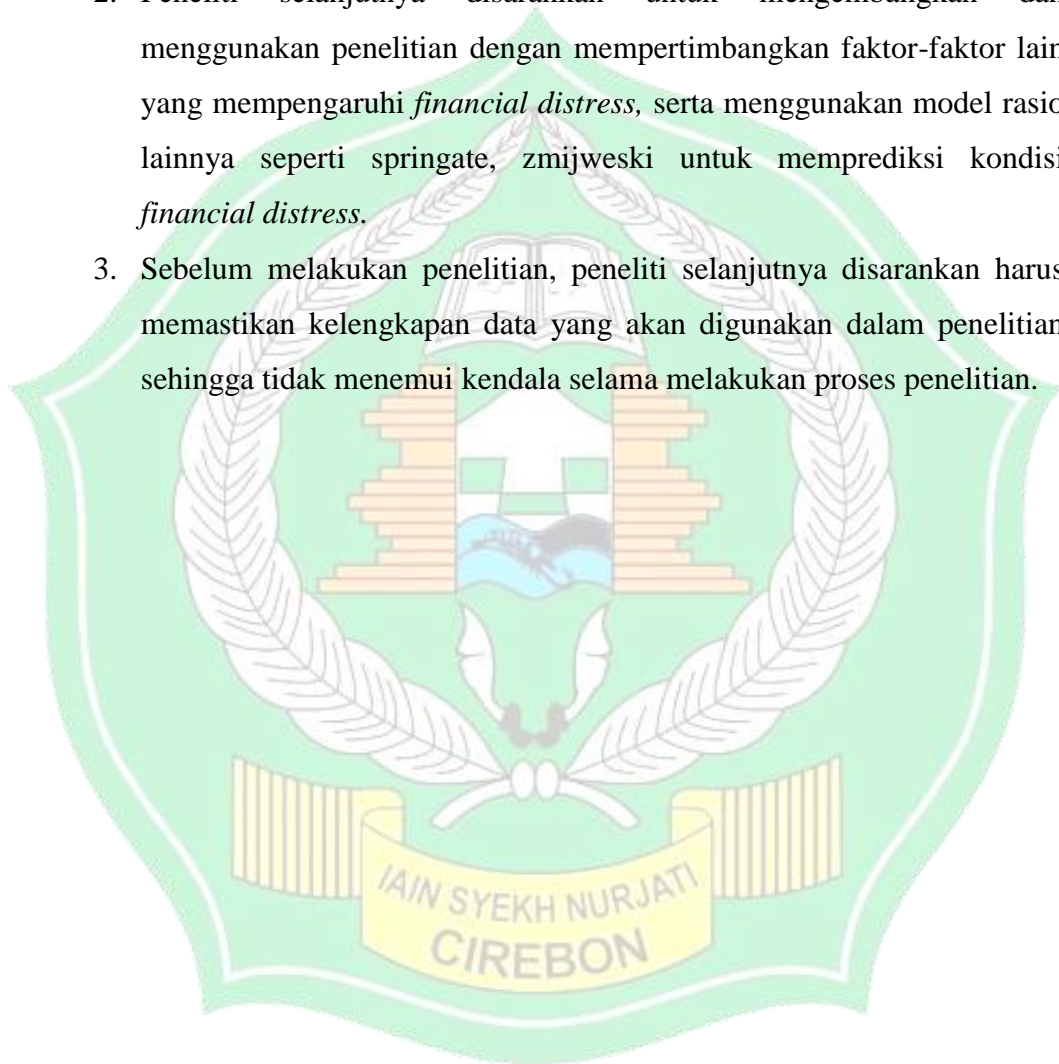 2. Peneliti selanjutnya disarankan untuk mengembangkan dan
menggunakan penelitian dengan mempertimbangkan faktor-faktor lain
yang mempengaruhi financial distress, serta menggunakan model rasio
lainnya seperti springate, zmijweski untuk memprediksi kondisi
financial distress.
3. Sebelum melakukan penelitian, peneliti selanjutnya disarankan harus
memastikan kelengkapan data yang akan digunakan dalam penelitian
sehingga tidak menemui kendala selama melakukan proses penelitian.
IAIN SYEKH NURJATI
CIREBON